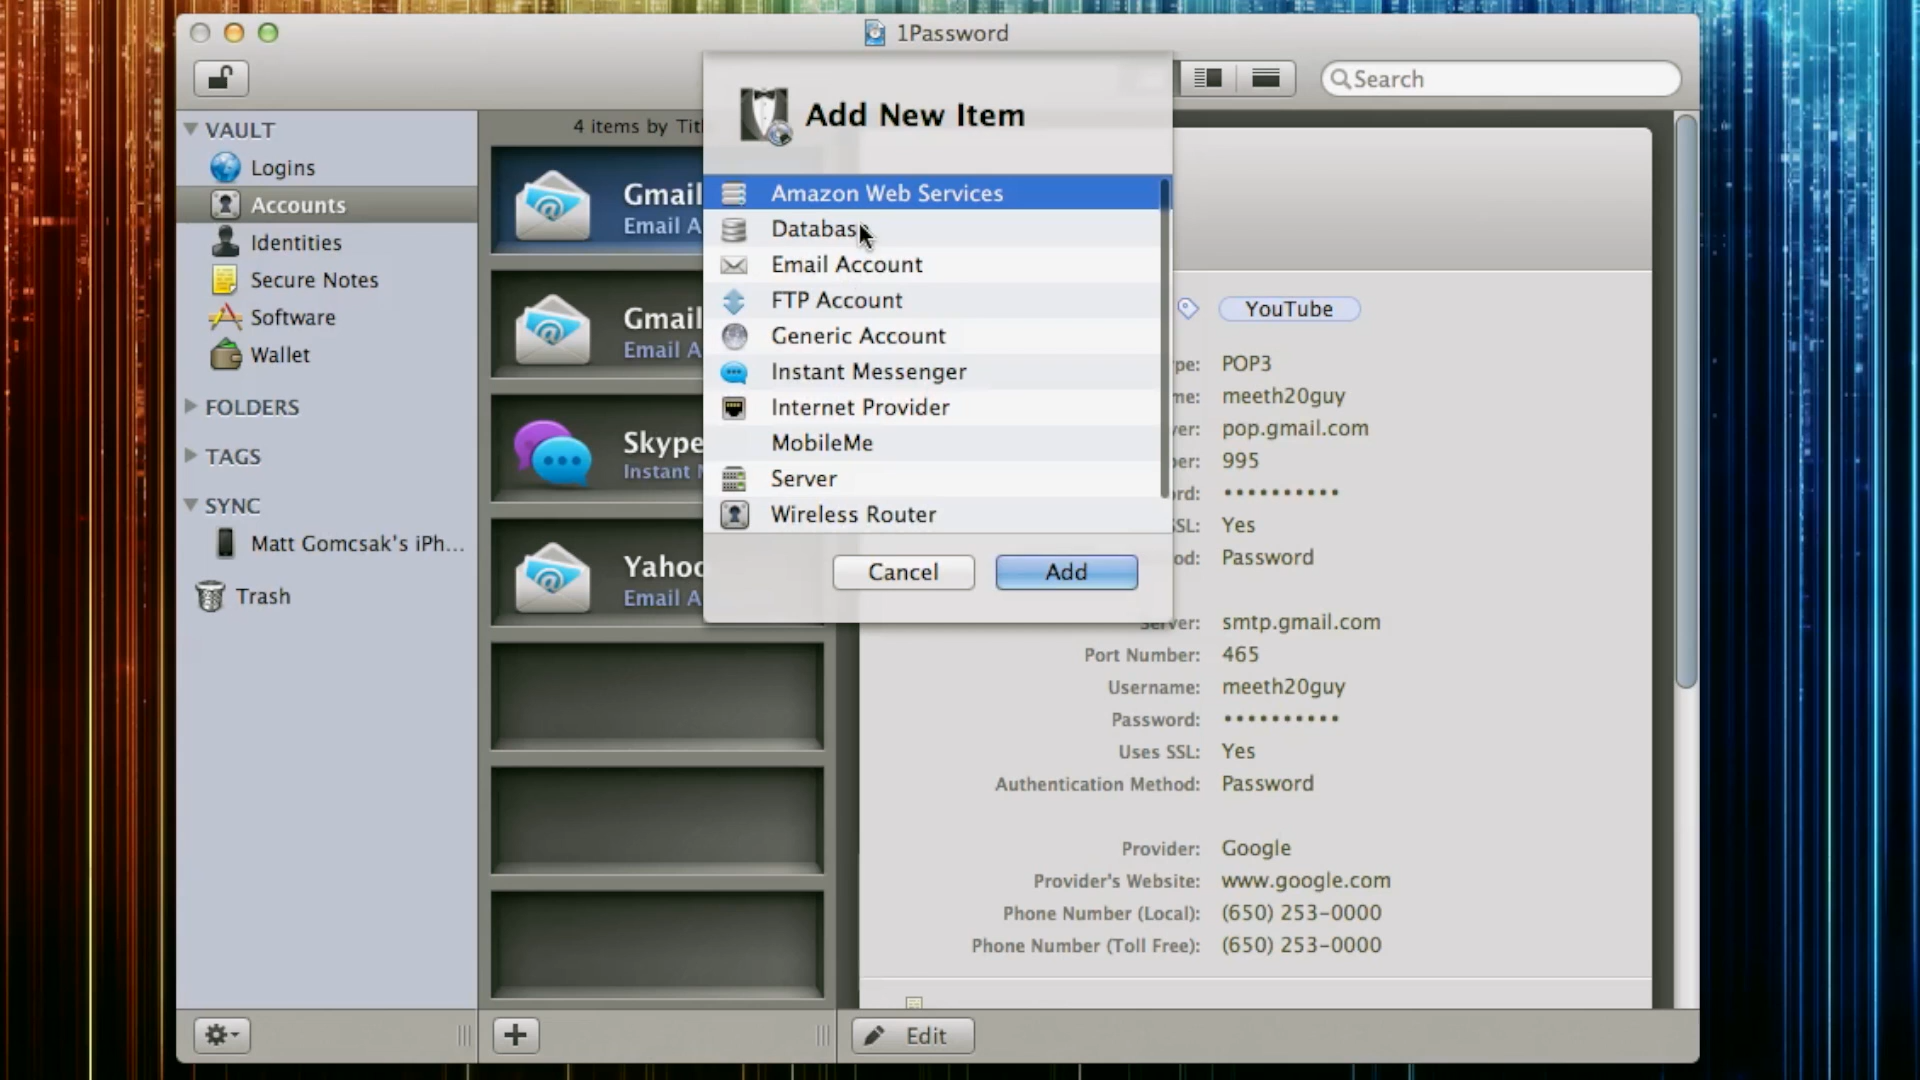 1Password
Search
Add New Item
VAULT
Logins
Accounts
Identities
Secure Notes
Software
Wallet
FOLDERS
TAGS
SYNC
Matt Gomcsak's iPh...
Trash
4 items by Titl
Gmail
Email A
Gmail
Email A
Skype
Instant
Yahoo
Email A
Amazon Web Services
Database
Email Account
FTP Account
Generic Account
Instant Messenger
Internet Provider
MobileMe
Server
Wireless Router
Cancel
Add
YouTube
pe: POP3
me: meeth20guy
er: pop.gmail.com
ber: 995
rd: ••••••••••
SSL: Yes
od: Password
Server: smtp.gmail.com
Port Number: 465
Username: meeth20guy
Password: ••••••••••
Uses SSL: Yes
Authentication Method: Password
Provider: Google
Provider's Website: www.google.com
Phone Number (Local): (650) 253-0000
Phone Number (Toll Free): (650) 253-0000
Edit